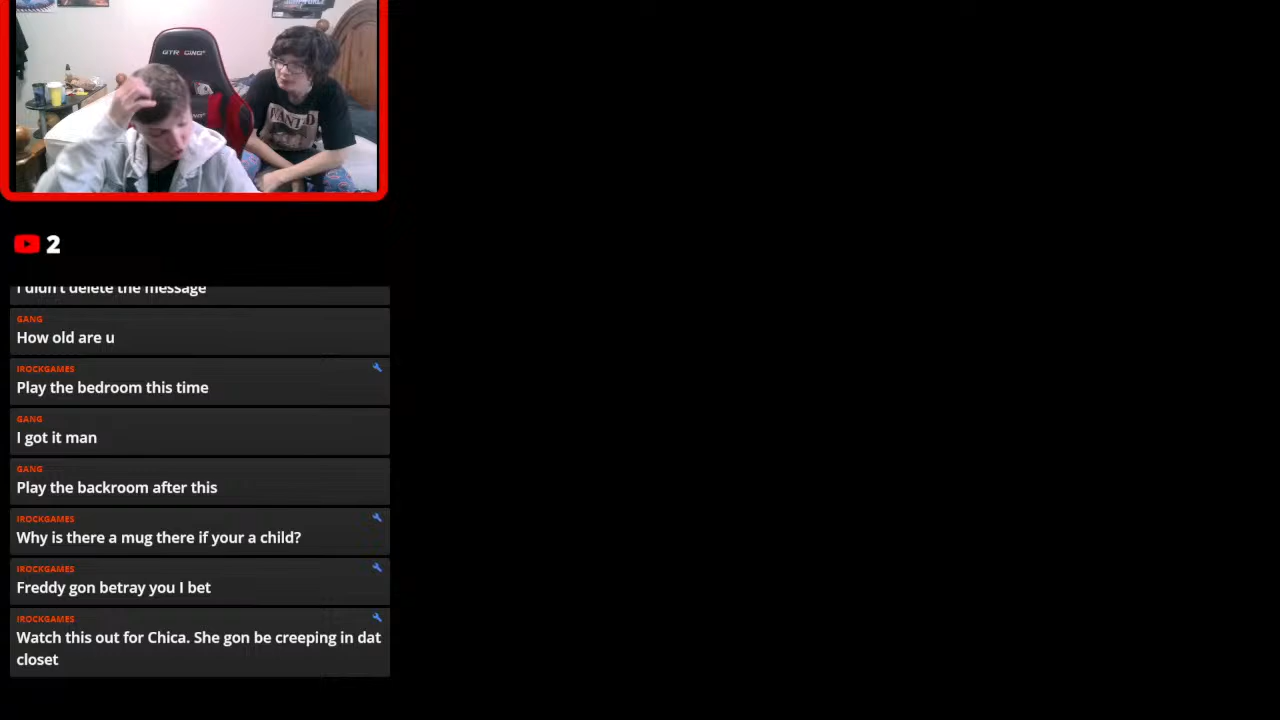 GTRACING
WANTED
2
I didn't delete the message
GANG
How old are u
IROCKGAMES
Play the bedroom this time
GANG
I got it man
GANG
Play the backroom after this
IROCKGAMES
Why is there a mug there if your a child?
IROCKGAMES
Freddy gon betray you I bet
IROCKGAMES
Watch this out for Chica. She gon be creeping in dat
closet